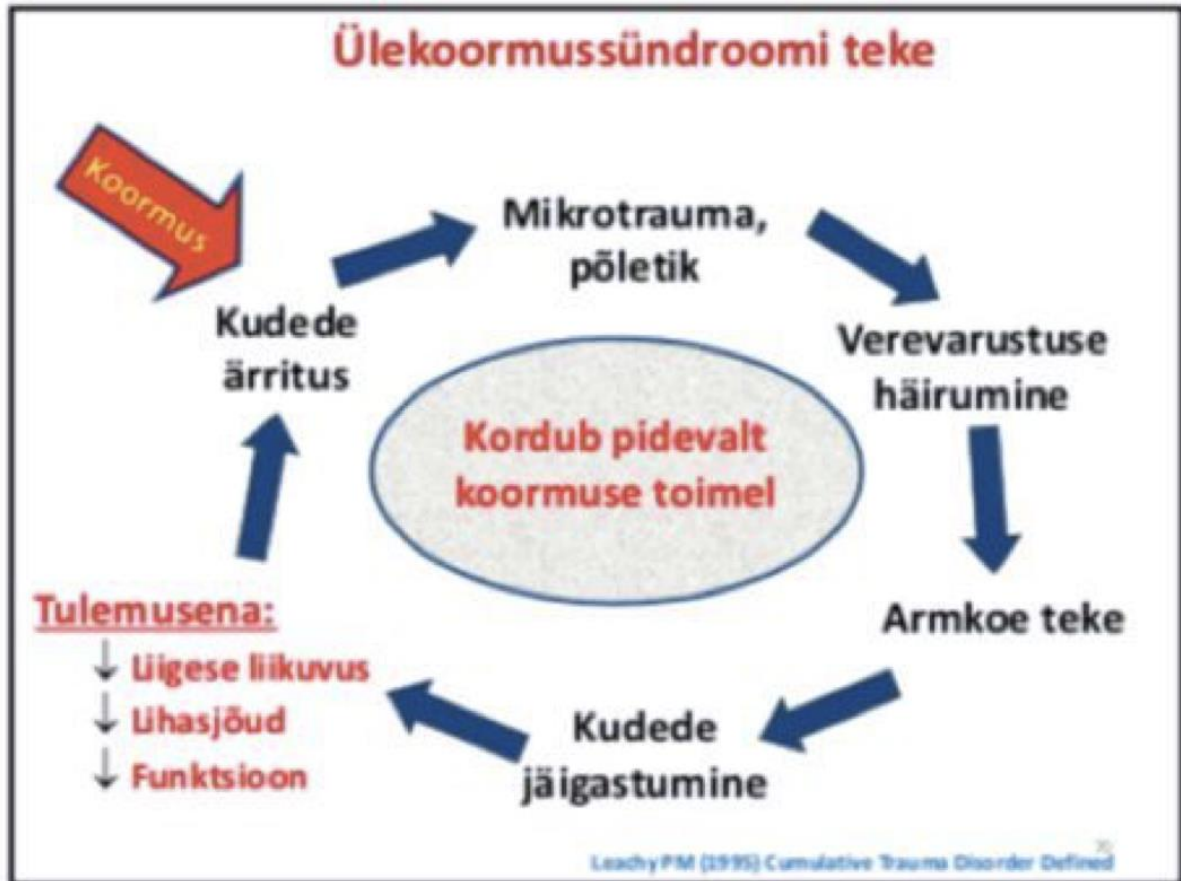 Ülekoormussündroomi teke
Koormus
Mikrotrauma,
põletik
Kudede
ärritus
Verevarustuse
häirumine
Kordub pidevalt
koormuse toimel
Tulemusena:
↓ Liigese liikuvus
↓ Lihasjõud
↓ Funktsioon
Armkoe teke
Kudede
jäigastumine
Leachy PM (1995) Cumulative Trauma Disorder Defined